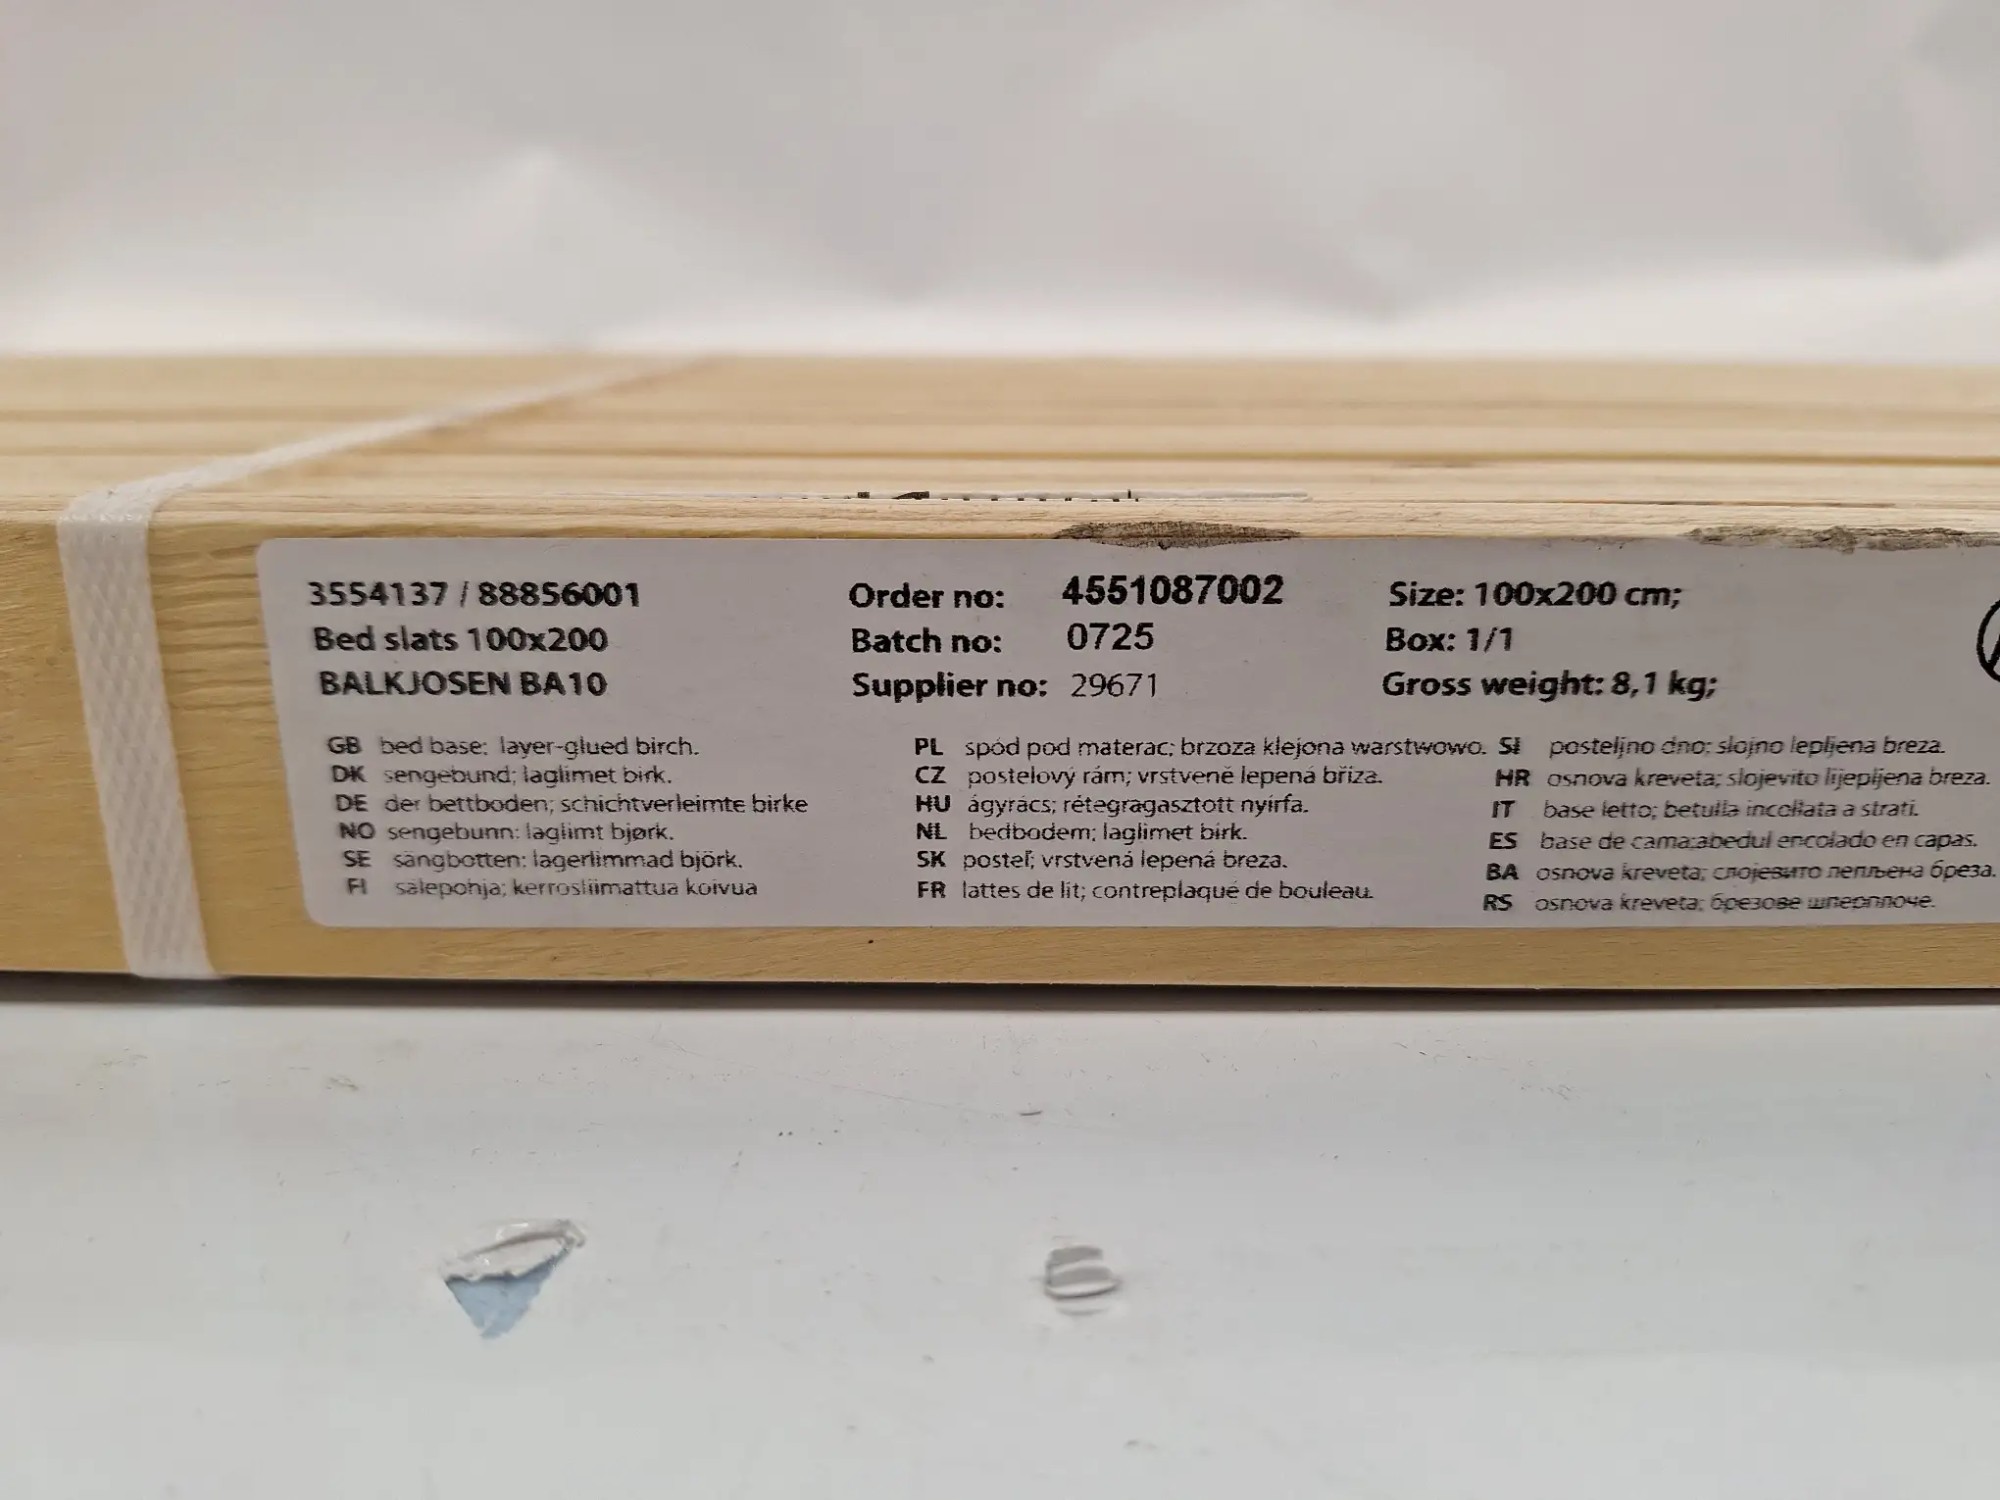 3554137 / 88856001
Bed slats 100x200
BALKJOSEN BA10
Order no: 4551087002
Batch no: 0725
Supplier no: 29671
Size: 100x200 cm;
Box: 1/1
Gross weight: 8,1 kg;
GB bed base: layer-glued birch.
DK sengebund; laglimet birk.
DE der bettboden; schichtverleimte birke
NO sengebunn: laglimt bjørk.
SE sängbotten: lagerlimmad björk.
FI sälepohja; kerrosliimattua koivua
PL spód pod materac; brzoza klejona warstwowo.
CZ postelový rám; vrstveně lepená bříza.
HU ágyrács; rétegragasztott nyírfa.
NL bedbodem; laglimet birk.
SK posteľ; vrstvená lepená breza.
FR lattes de lit; contreplaqué de bouleau.
SI posteljno dno: slojno lepljena breza.
HR osnova kreveta; slojevito lijepljena breza.
IT base letto; betulla incollata a strati.
ES base de cama:abedul encolado en capas.
BA osnova kreveta; слојевито лепљена бреза.
RS osnova kreveta; брезове шперплоче.